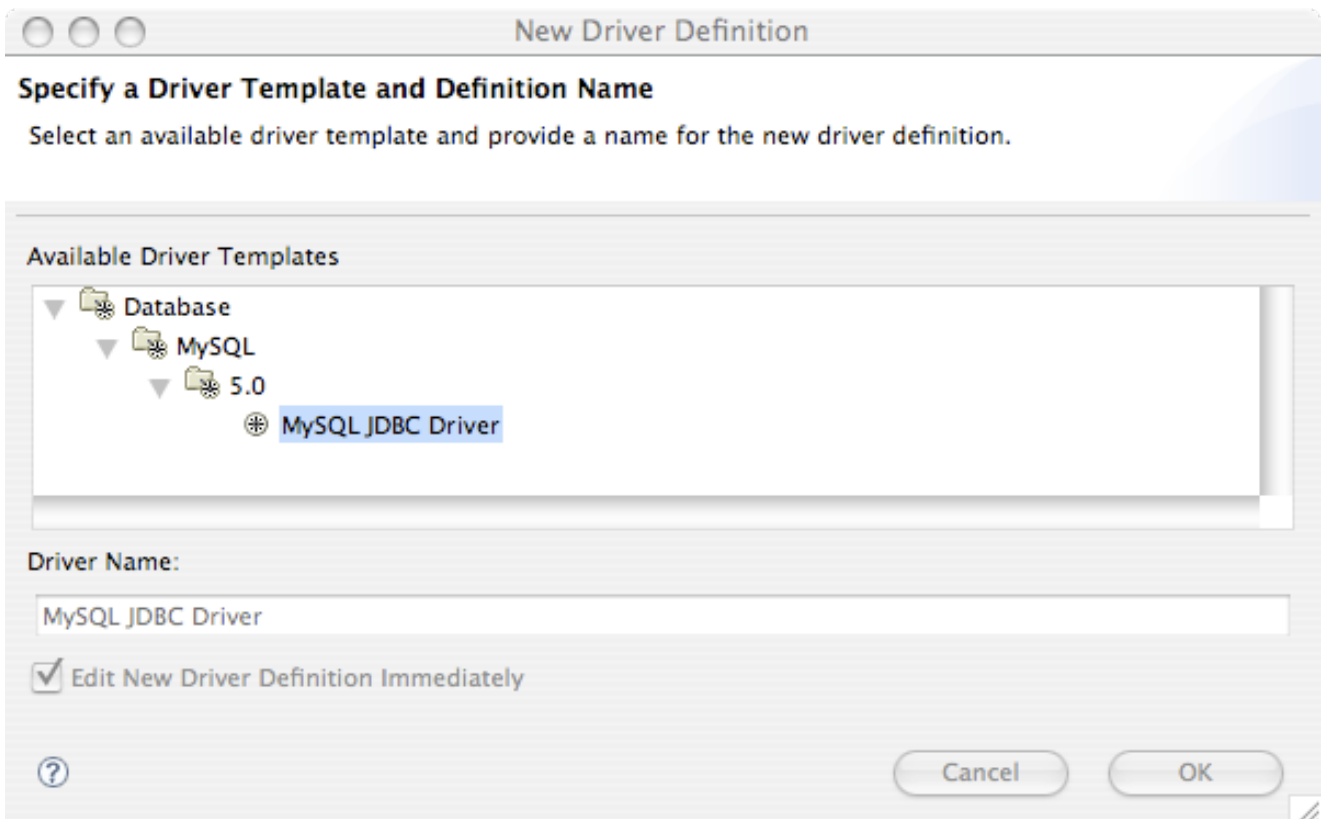 New Driver Definition
Specify a Driver Template and Definition Name
Select an available driver template and provide a name for the new driver definition.
Available Driver Templates
Database
MySQL
5.0
MySQL JDBC Driver
Driver Name:
MySQL JDBC Driver
Edit New Driver Definition Immediately
? Cancel OK